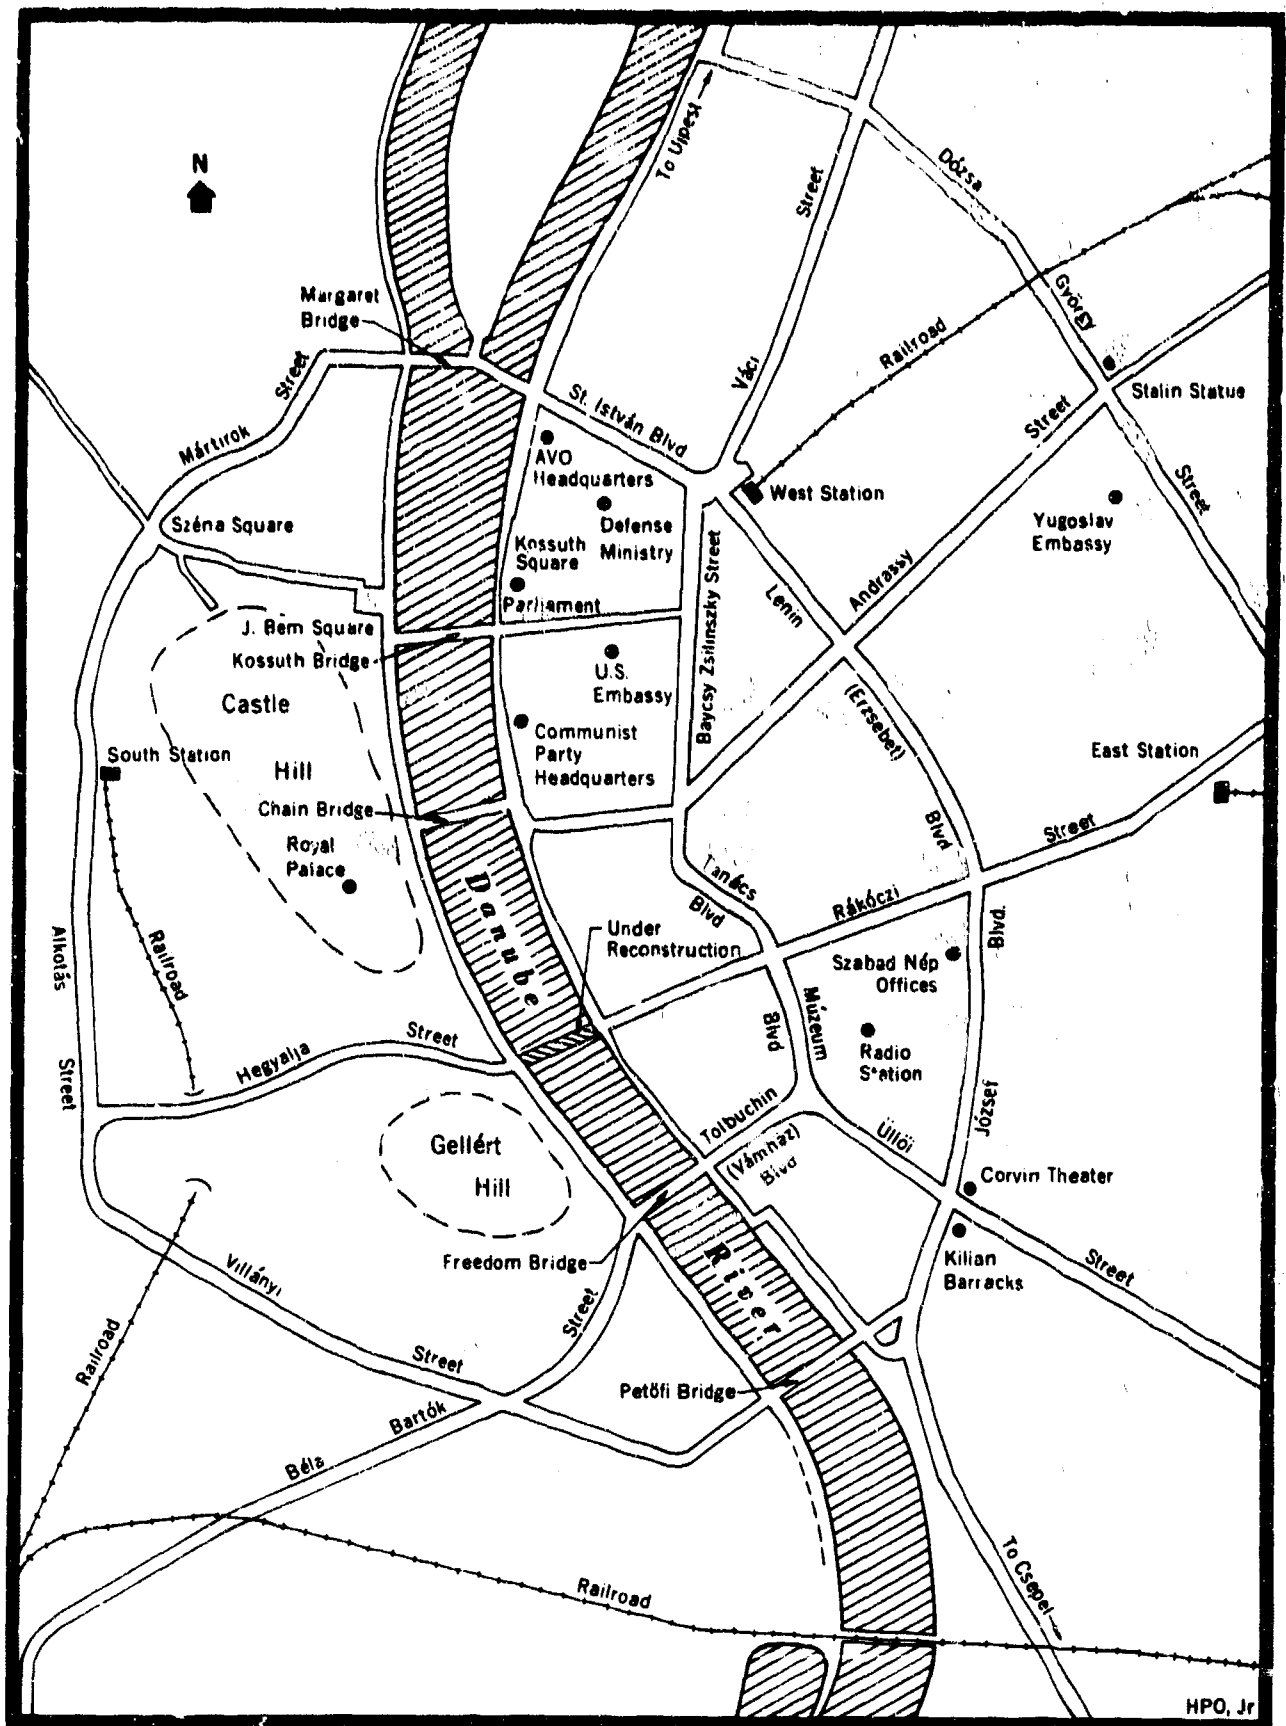 N
To Ujpest
Street
Dózsa
György
Margaret
Bridge
Street
Váci
Railroad
Stalin Statue
St. István Blvd
Street
Mártirok
AVO
Headquarters
West Station
Street
Széna Square
Defense
Ministry
Yugoslav
Embassy
Kossuth
Square
Parliament
Baycsy Zsilinszky Street
Lenin
Andrassy
J. Bem Square
Kossuth Bridge
U.S.
Embassy
Castle
Hill
(Erzsebet)
Communist
Party
Headquarters
East Station
South Station
Chain Bridge
Blvd
Street
Royal
Palace
Danube
Tanács
Blvd
Rákóczi
Under
Reconstruction
Blvd.
Alkotás
Railroad
Szabad Nép
Offices
Blvd
Múzeum
Street
Hegyalja
Radio
Station
Street
József
Tolbuchin
Üllői
Gellért
Hill
(Vámház)
Blvd
Corvin Theater
Freedom Bridge
River
Kilian
Barracks
Street
Villányi
Street
Railroad
Street
Petőfi Bridge
Bartók
Béla
To Csepel
Railroad
HPO, Jr